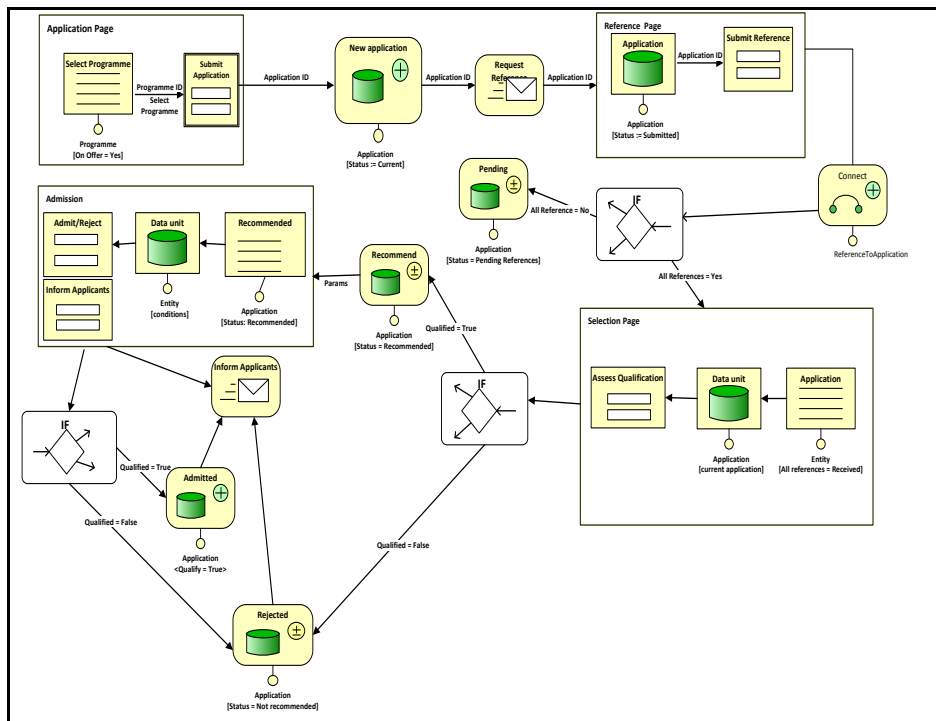 Application Page
Select Programme
Programme ID
Select
Programme
Submit
Application
Programme
[On Offer = Yes]
Application ID
New application
Application
[Status := Current]
Application ID
Request
Reference
Application ID
Reference Page
Application
Application ID
Submit Reference
Application
[Status := Submitted]
Connect
ReferenceToApplication
IF
All Reference = No
Pending
Application
[Status = Pending References]
All References = Yes
Admission
Admit/Reject
Data unit
Recommended
Inform Applicants
Entity
[conditions]
Application
[Status: Recommended]
Params
Recommend
Application
[Status = Recommended]
Qualified = True
Selection Page
Assess Qualification
Data unit
Application
Application
[current application]
Entity
[All references = Received]
IF
Qualified = False
Inform Applicants
IF
Qualified = True
Admitted
Application
<Qualify = True>
Qualified = False
Rejected
Application
[Status = Not recommended]